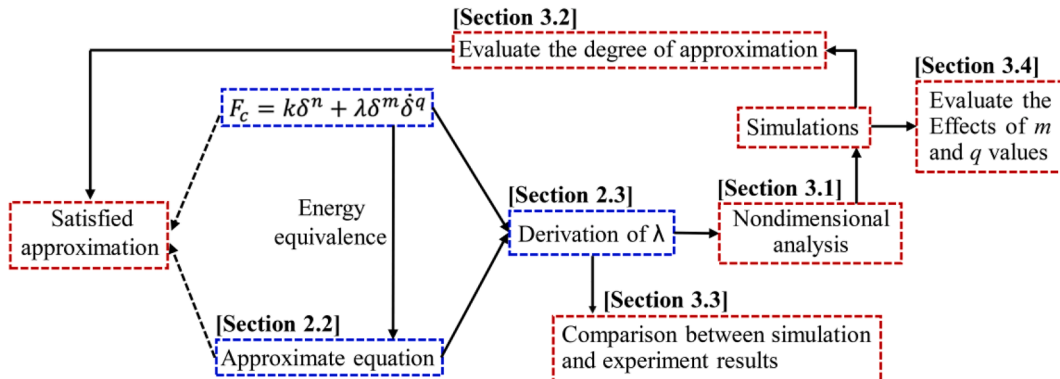 [Section 3.2]
Evaluate the degree of approximation
[Section 3.4]
Evaluate the
Effects of m
and q values
Simulations
F_c = kδ^n + λδ^m δ̇^q
[Section 3.1]
Nondimensional
analysis
[Section 2.3]
Derivation of λ
Energy
equivalence
Satisfied
approximation
[Section 3.3]
Comparison between simulation
and experiment results
[Section 2.2]
Approximate equation